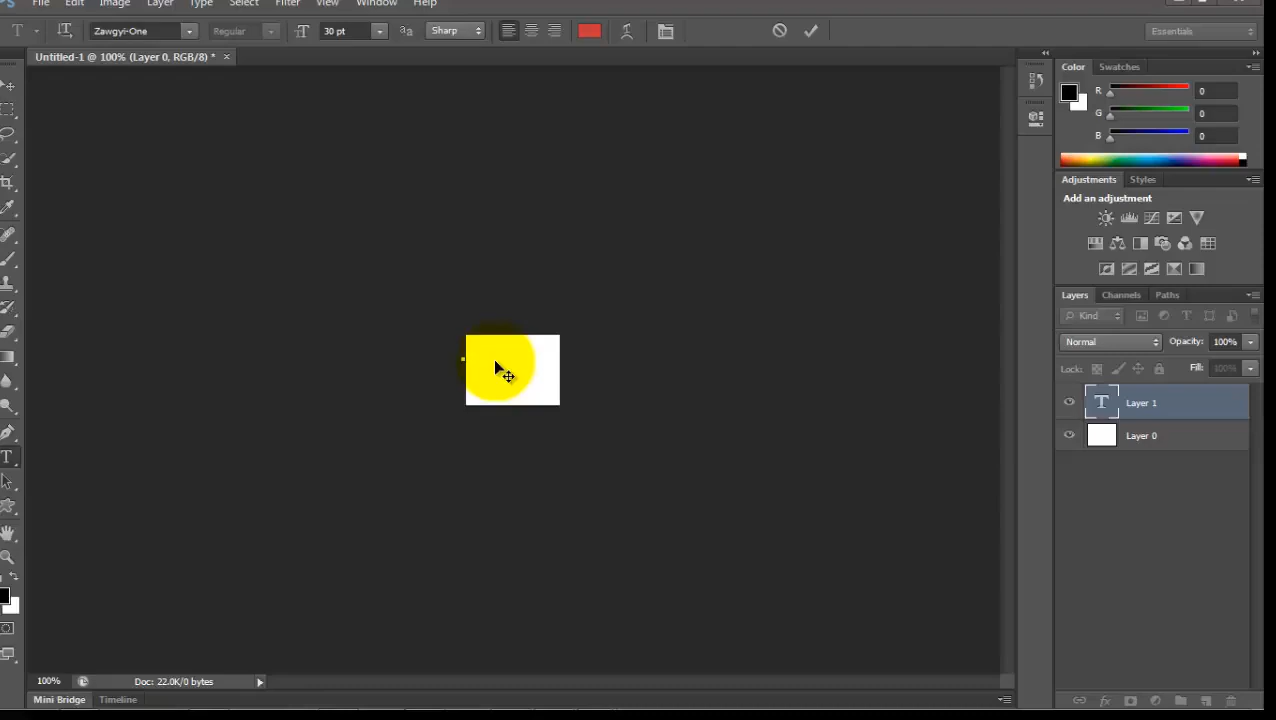 File Edit Image Layer Type Select Filter View Window Help
Zawgyi-One Regular 30 pt Sharp Essentials
Untitled-1 @ 100% (Layer 0, RGB/8) *
Color Swatches
R 0
G 0
B 0
Adjustments Styles
Add an adjustment
Layers Channels Paths
Kind
Normal Opacity: 100%
Lock: Fill: 100%
T Layer 1
Layer 0
100% Doc: 22.0K/0 bytes
Mini Bridge Timeline